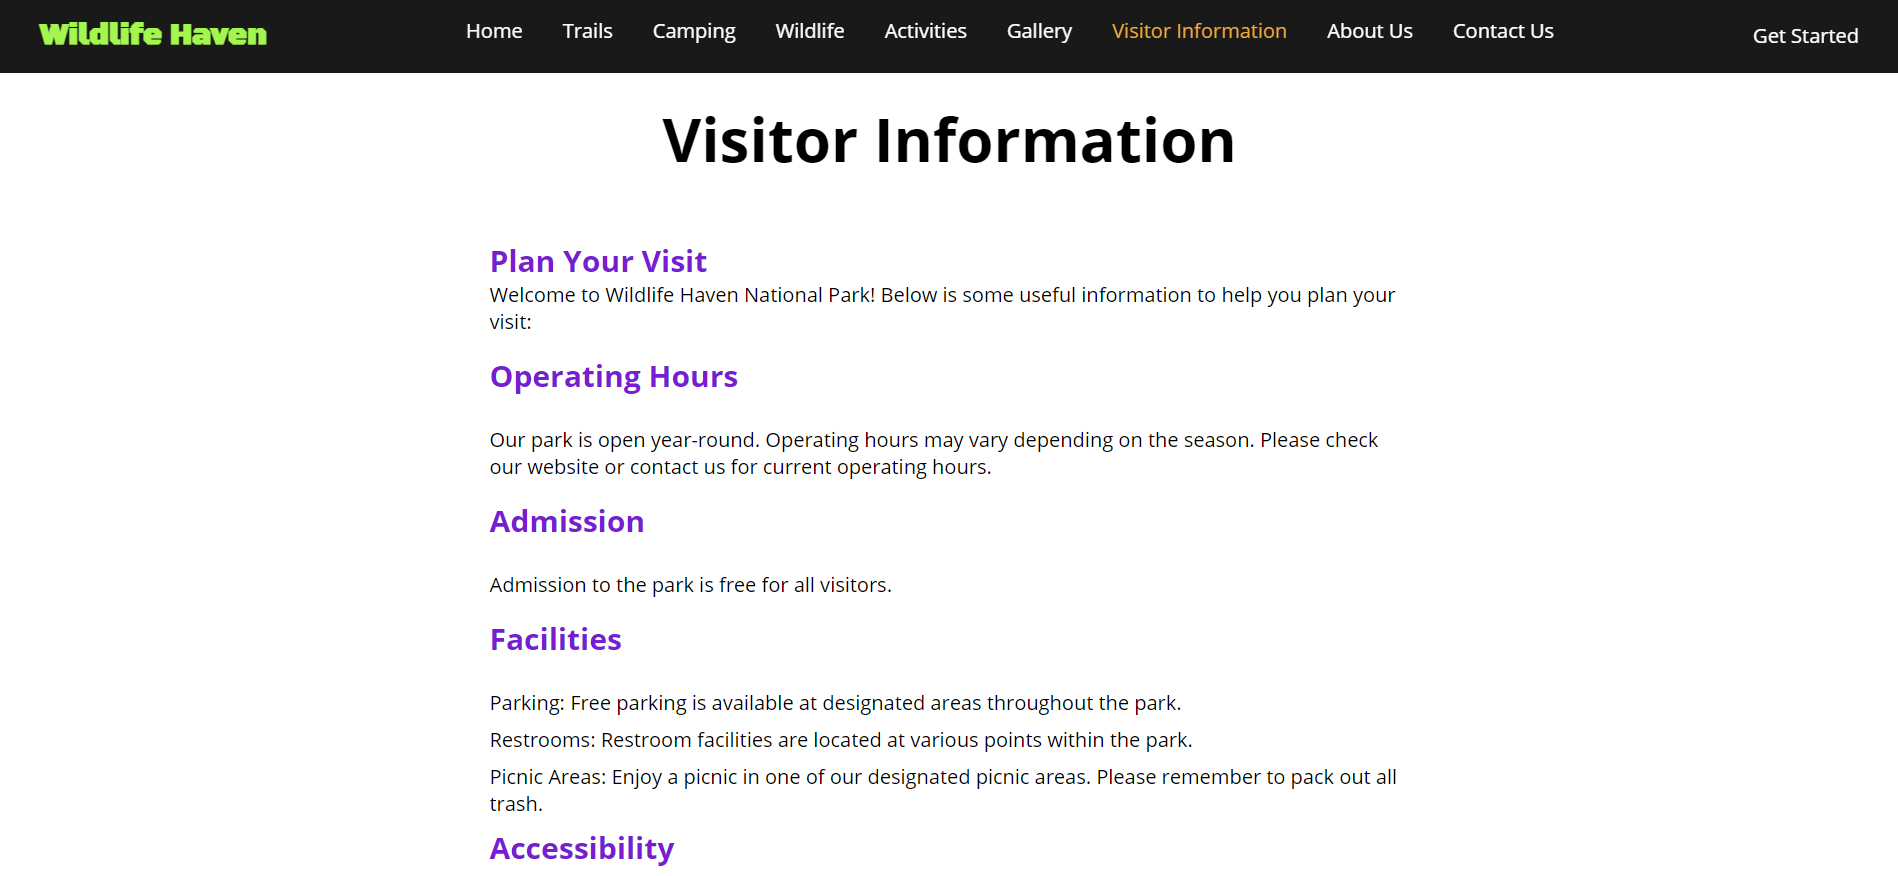 Wildlife Haven
Home Trails Camping Wildlife Activities Gallery Visitor Information About Us Contact Us
Get Started
Visitor Information
Plan Your Visit
Welcome to Wildlife Haven National Park! Below is some useful information to help you plan your
visit:
Operating Hours
Our park is open year-round. Operating hours may vary depending on the season. Please check
our website or contact us for current operating hours.
Admission
Admission to the park is free for all visitors.
Facilities
Parking: Free parking is available at designated areas throughout the park.
Restrooms: Restroom facilities are located at various points within the park.
Picnic Areas: Enjoy a picnic in one of our designated picnic areas. Please remember to pack out all
trash.
Accessibility